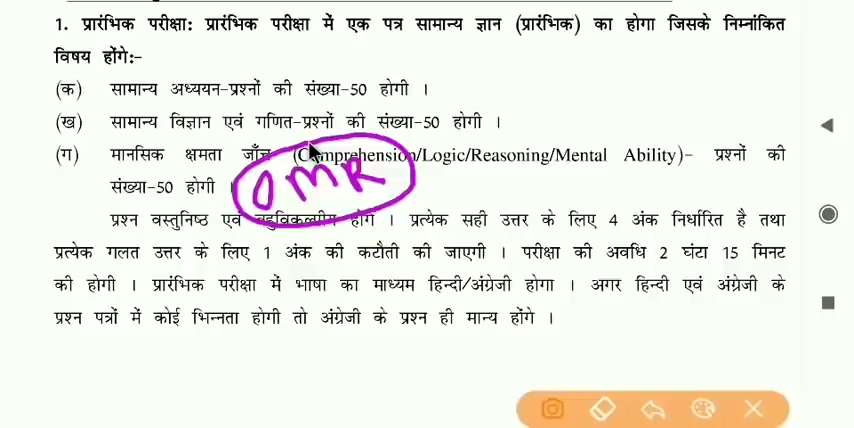 1. प्रारंभिक परीक्षा: प्रारंभिक परीक्षा में एक पत्र सामान्य ज्ञान (प्रारंभिक) का होगा जिसके निम्नांकित
विषय होंगे:-
(क) सामान्य अध्ययन-प्रश्नों की संख्या-50 होगी ।
(ख) सामान्य विज्ञान एवं गणित-प्रश्नों की संख्या-50 होगी ।
(ग) मानसिक क्षमता जाँच (Comprehension/Logic/Reasoning/Mental Ability)- प्रश्नों की
संख्या-50 होगी ।
OMR
प्रश्न वस्तुनिष्ठ एवं बहुविकल्पीय होंगे । प्रत्येक सही उत्तर के लिए 4 अंक निर्धारित है तथा
प्रत्येक गलत उत्तर के लिए 1 अंक की कटौती की जाएगी । परीक्षा की अवधि 2 घंटा 15 मिनट
की होगी । प्रारंभिक परीक्षा में भाषा का माध्यम हिन्दी/अंग्रेजी होगा । अगर हिन्दी एवं अंग्रेजी के
प्रश्न पत्रों में कोई भिन्नता होगी तो अंग्रेजी के प्रश्न ही मान्य होंगे ।